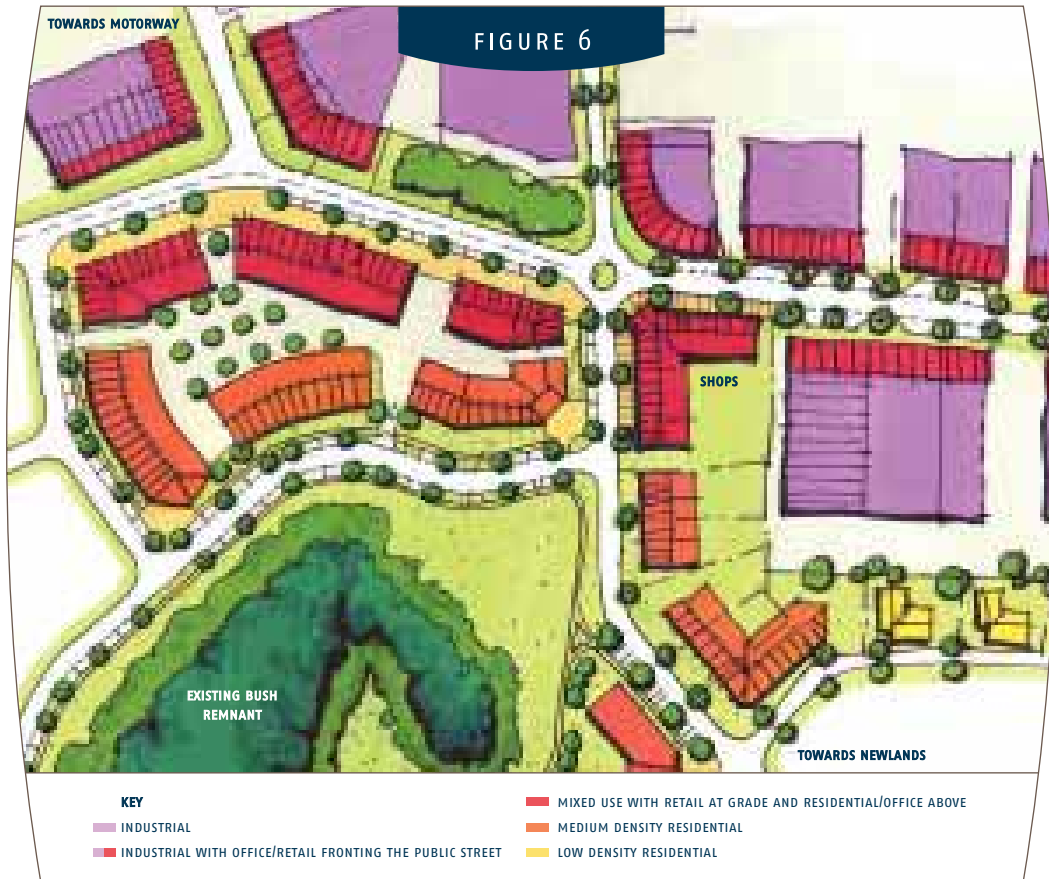 FIGURE 6
TOWARDS MOTORWAY
SHOPS
EXISTING BUSH
REMNANT
TOWARDS NEWLANDS
KEY
INDUSTRIAL
INDUSTRIAL WITH OFFICE/RETAIL FRONTING THE PUBLIC STREET
MIXED USE WITH RETAIL AT GRADE AND RESIDENTIAL/OFFICE ABOVE
MEDIUM DENSITY RESIDENTIAL
LOW DENSITY RESIDENTIAL